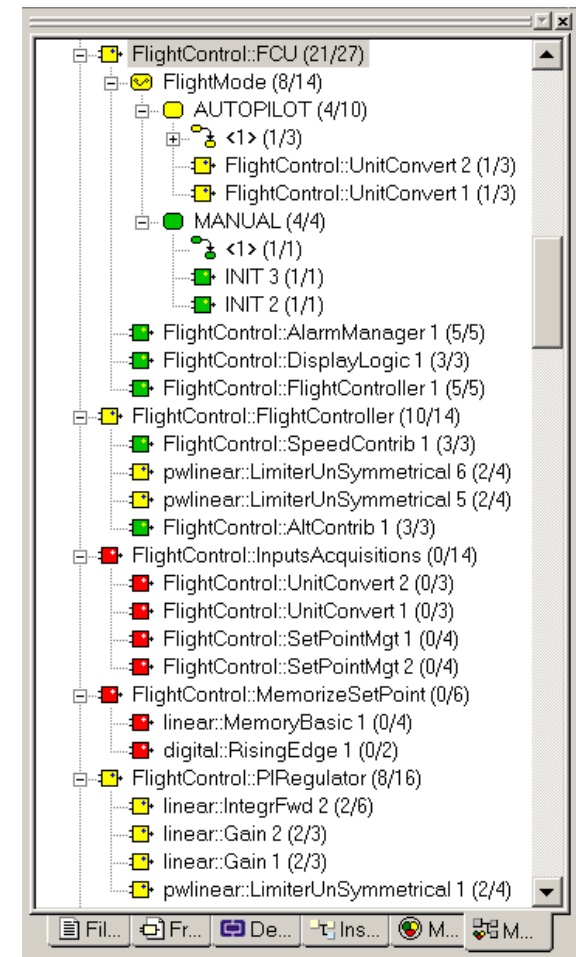 FlightControl::FCU (21/27)
FlightMode (8/14)
AUTOPILOT (4/10)
<1> (1/3)
FlightControl::UnitConvert 2 (1/3)
FlightControl::UnitConvert 1 (1/3)
MANUAL (4/4)
<1> (1/1)
INIT 3 (1/1)
INIT 2 (1/1)
FlightControl::AlarmManager 1 (5/5)
FlightControl::DisplayLogic 1 (3/3)
FlightControl::FlightController 1 (5/5)
FlightControl::FlightController (10/14)
FlightControl::SpeedContrib 1 (3/3)
pwlinear::LimiterUnSymmetrical 6 (2/4)
pwlinear::LimiterUnSymmetrical 5 (2/4)
FlightControl::AltContrib 1 (3/3)
FlightControl::InputsAcquisitions (0/14)
FlightControl::UnitConvert 2 (0/3)
FlightControl::UnitConvert 1 (0/3)
FlightControl::SetPointMgt 1 (0/4)
FlightControl::SetPointMgt 2 (0/4)
FlightControl::MemorizeSetPoint (0/6)
linear::MemoryBasic 1 (0/4)
digital::RisingEdge 1 (0/2)
FlightControl::PIRegulator (8/16)
linear::IntegrFwd 2 (2/6)
linear::Gain 2 (2/3)
linear::Gain 1 (2/3)
pwlinear::LimiterUnSymmetrical 1 (2/4)
Fil... Fr... De... Ins... M... M...